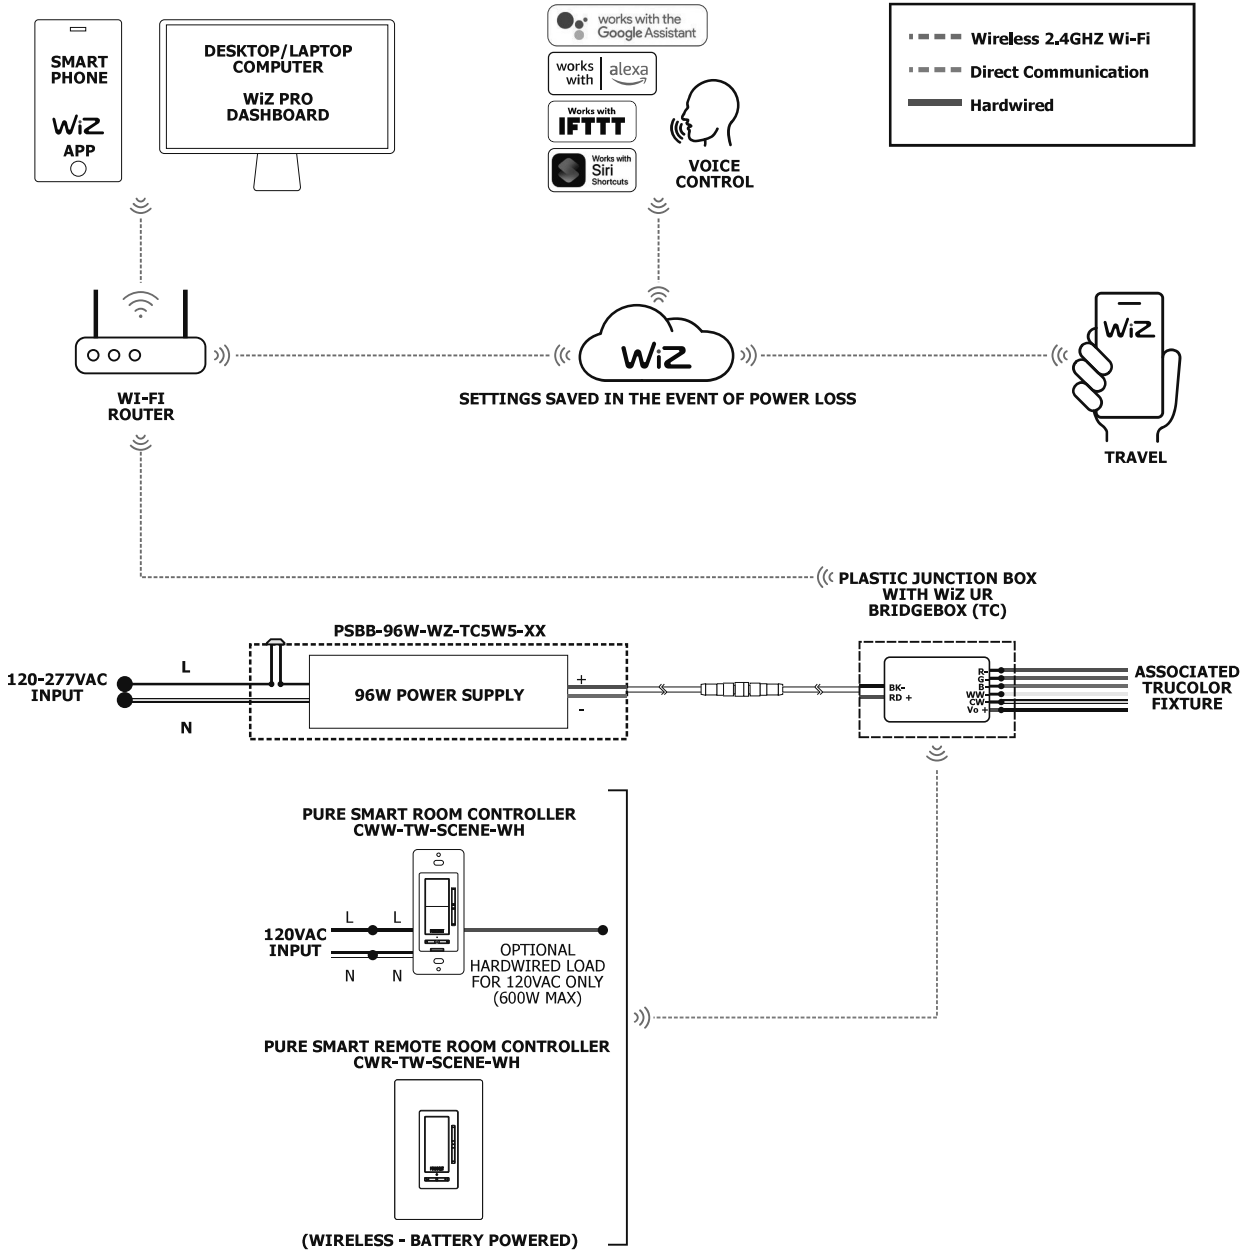 SMART
PHONE
WiZ
APP
DESKTOP/LAPTOP
COMPUTER
WiZ PRO
DASHBOARD
works with the
Google Assistant
works
with
alexa
Works with
IFTTT
Works with
Siri
Shortcuts
VOICE
CONTROL
Wireless 2.4GHZ Wi-Fi
Direct Communication
Hardwired
WI-FI
ROUTER
WiZ
SETTINGS SAVED IN THE EVENT OF POWER LOSS
WiZ
TRAVEL
PLASTIC JUNCTION BOX
WITH WiZ UR
BRIDGEBOX (TC)
PSBB-96W-WZ-TC5W5-XX
120-277VAC
INPUT
L
N
96W POWER SUPPLY
+
-
BK-
RD +
R-
G-
B-
WW-
CW-
Vo +
ASSOCIATED
TRUCOLOR
FIXTURE
PURE SMART ROOM CONTROLLER
CWW-TW-SCENE-WH
120VAC
INPUT
L L
N N
OPTIONAL
HARDWIRED LOAD
FOR 120VAC ONLY
(600W MAX)
PURE SMART REMOTE ROOM CONTROLLER
CWR-TW-SCENE-WH
(WIRELESS - BATTERY POWERED)